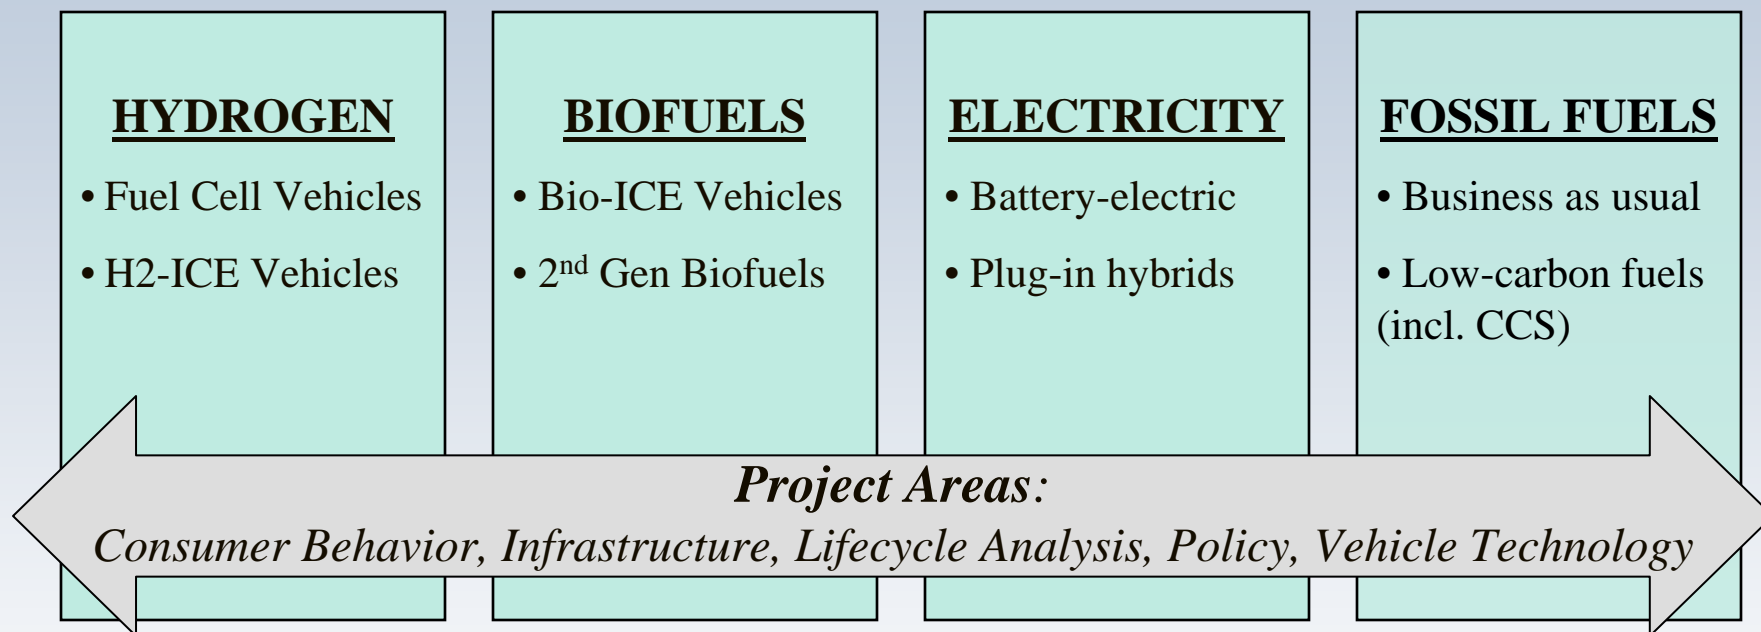 HYDROGEN
• Fuel Cell Vehicles
• H2-ICE Vehicles
BIOFUELS
• Bio-ICE Vehicles
• 2nd Gen Biofuels
ELECTRICITY
• Battery-electric
• Plug-in hybrids
FOSSIL FUELS
• Business as usual
• Low-carbon fuels
(incl. CCS)
Project Areas:
Consumer Behavior, Infrastructure, Lifecycle Analysis, Policy, Vehicle Technology